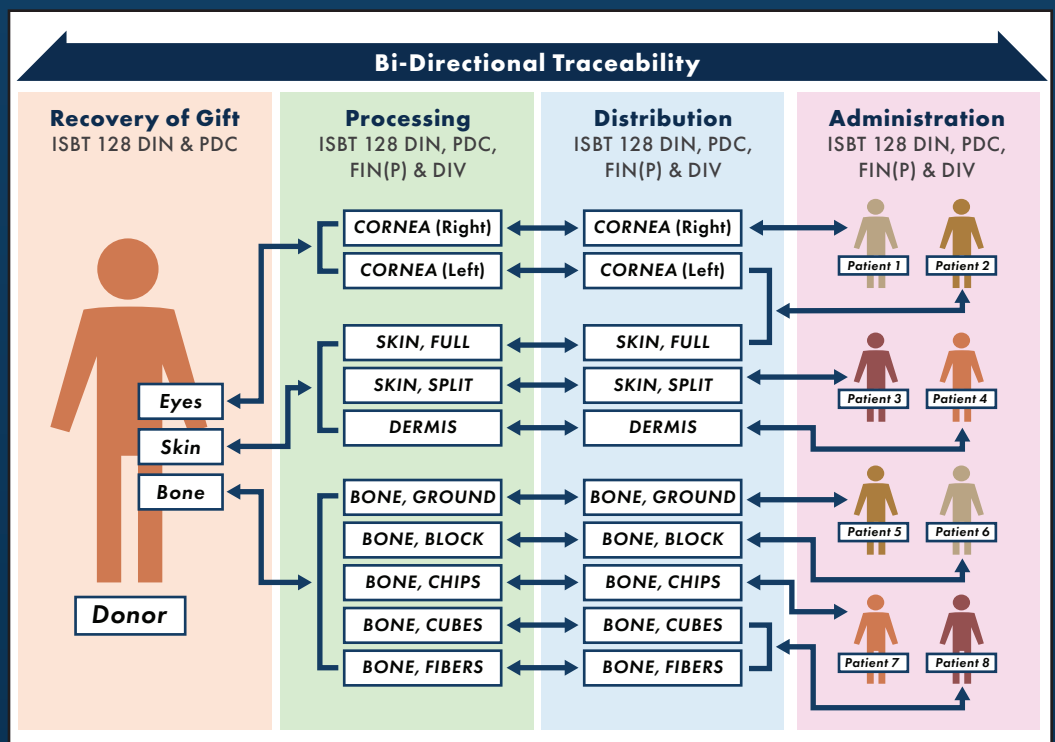 Bi-Directional Traceability
Recovery of Gift
ISBT 128 DIN & PDC
Eyes
Skin
Bone
Donor
Processing
ISBT 128 DIN, PDC,
FIN(P) & DIV
CORNEA (Right)
CORNEA (Left)
SKIN, FULL
SKIN, SPLIT
DERMIS
BONE, GROUND
BONE, BLOCK
BONE, CHIPS
BONE, CUBES
BONE, FIBERS
Distribution
ISBT 128 DIN, PDC,
FIN(P) & DIV
CORNEA (Right)
CORNEA (Left)
SKIN, FULL
SKIN, SPLIT
DERMIS
BONE, GROUND
BONE, BLOCK
BONE, CHIPS
BONE, CUBES
BONE, FIBERS
Administration
ISBT 128 DIN, PDC,
FIN(P) & DIV
Patient 1
Patient 2
Patient 3
Patient 4
Patient 5
Patient 6
Patient 7
Patient 8